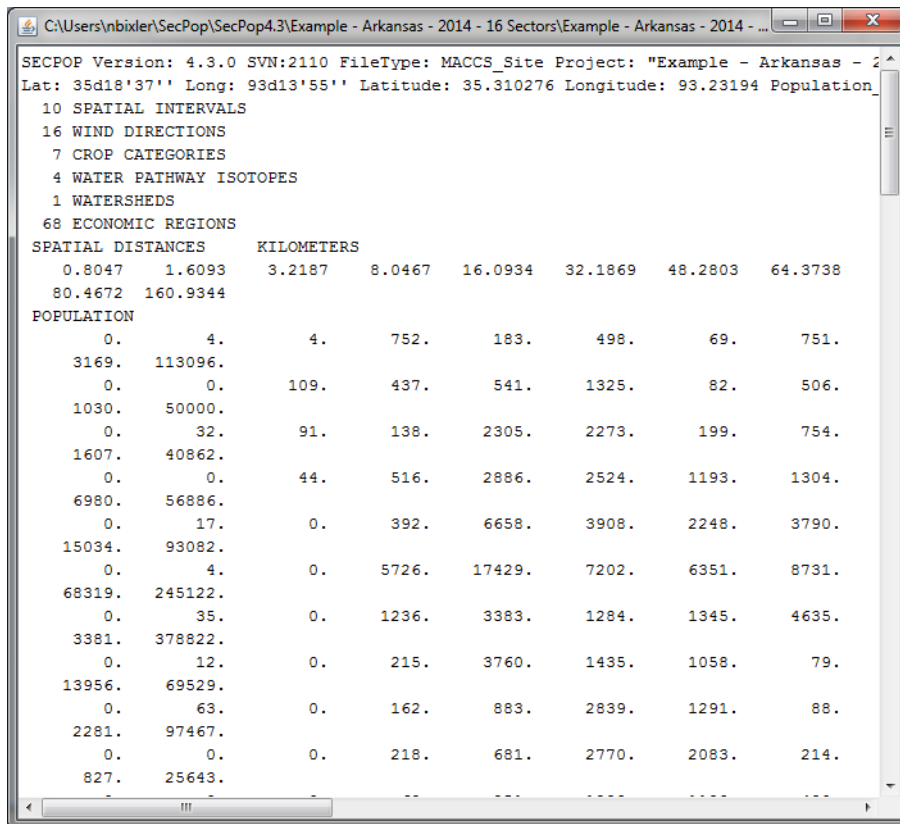 C:\Users\nbixler\SecPop\SecPop4.3\Example - Arkansas - 2014 - 16 Sectors\Example - Arkansas - 2014 - ...
SECPOP Version: 4.3.0 SVN:2110 FileType: MACCS_Site Project: "Example - Arkansas - 2
Lat: 35d18'37'' Long: 93d13'55'' Latitude: 35.310276 Longitude: 93.23194 Population_
10 SPATIAL INTERVALS
16 WIND DIRECTIONS
7 CROP CATEGORIES
4 WATER PATHWAY ISOTOPES
1 WATERSHEDS
68 ECONOMIC REGIONS
SPATIAL DISTANCES KILOMETERS
0.8047 1.6093 3.2187 8.0467 16.0934 32.1869 48.2803 64.3738
80.4672 160.9344
POPULATION
0. 4. 4. 752. 183. 498. 69. 751.
3169. 113096.
0. 0. 109. 437. 541. 1325. 82. 506.
1030. 50000.
0. 32. 91. 138. 2305. 2273. 199. 754.
1607. 40862.
0. 0. 44. 516. 2886. 2524. 1193. 1304.
6980. 56886.
0. 17. 0. 392. 6658. 3908. 2248. 3790.
15034. 93082.
0. 4. 0. 5726. 17429. 7202. 6351. 8731.
68319. 245122.
0. 35. 0. 1236. 3383. 1284. 1345. 4635.
3381. 378822.
0. 12. 0. 215. 3760. 1435. 1058. 79.
13956. 69529.
0. 63. 0. 162. 883. 2839. 1291. 88.
2281. 97467.
0. 0. 0. 218. 681. 2770. 2083. 214.
827. 25643.